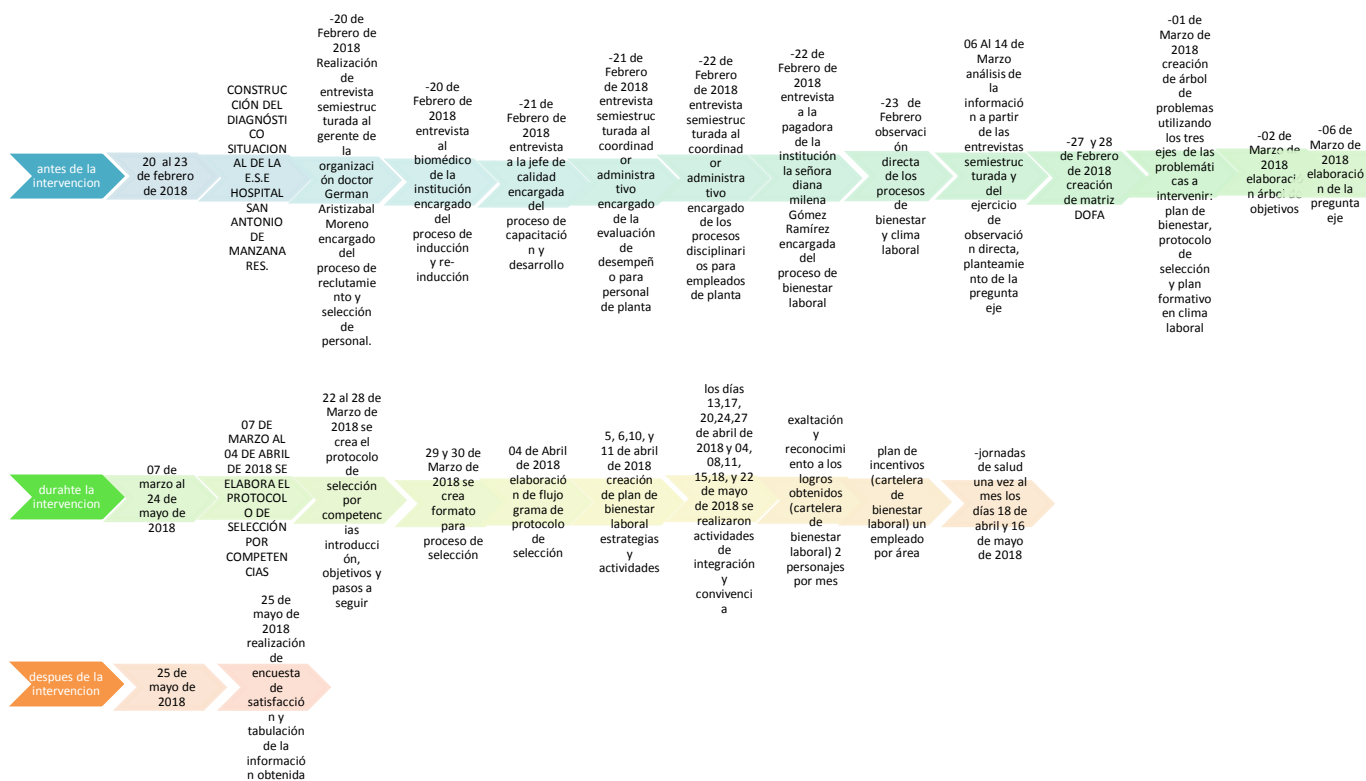 antes de la
intervencion
20 al 23
de febrero
de 2018
CONSTRUC
CIÓN DEL
DIAGNÓSTI
CO
SITUACION
AL DE LA
E.S.E
HOSPITAL
SAN
ANTONIO
DE
MANZANA
RES.
-20 de
Febrero de
2018
Realización
de
entrevista
semiestruc
turada al
gerente de
la
organizació
n doctor
German
Aristizabal
Moreno
encargado
del
proceso de
reclutamie
nto y
selección
de
personal.
-20 de
Febrero de
2018
entrevista
al
biomédico
de la
institución
encargado
del
proceso de
inducción
y re-
inducción
-21 de
Febrero de
2018
entrevista
a la jefe de
calidad
encargada
del
proceso de
capacitació
n y
desarrollo
-21 de
Febrero
de 2018
entrevista
semiestruc
turada al
coordinad
or
administra
tivo
encargado
de la
evaluación
de
desempeñ
o para
personal
de planta
-22 de
Febrero
de 2018
entrevista
semiestruc
turada al
coordinad
or
administra
tivo
encargado
de los
procesos
disciplinari
os para
empleados
de planta
-22 de
Febrero de
2018
entrevista
a la
pagadora
de la
institución
la señora
diana
milena
Gómez
Ramírez
encargada
del
proceso de
bienestar
laboral
-23 de
Febrero
observaci
ón
directa
de los
procesos
de
bienestar
y clima
laboral
06 Al 14 de
Marzo
análisis de
la
informació
n a partir
de las
entrevistas
semiestruc
turada y
del
ejercicio de
observació
n directa,
planteamie
nto de la
pregunta
eje
-27 y 28
de Febrero
de 2018
creación
de matriz
DOFA
-01 de
Marzo de
2018
creación
de árbol
de
problemas
utilizando
los tres
ejes de las
problemáti
cas a
intervenir:
plan de
bienestar,
protocolo
de
selección
y plan
formativo
en clima
laboral
-02 de
Marzo de
2018
elaboració
n árbol de
objetivos
-06 de
Marzo de
2018
elaboració
n de la
pregunta
eje
durante la
intervencion
07 de
marzo al
24 de
mayo de
2018
07 DE
MARZO AL
04 DE ABRIL
DE 2018 SE
ELABORA EL
PROTOCOL
O DE
SELECCIÓN
POR
COMPETEN
CIAS
22 al 28 de
Marzo de
2018 se
crea el
protocolo
de
selección
por
competenc
ias
introducci
ón,
objetivos y
pasos a
seguir
29 y 30 de
Marzo de
2018 se
crea
formato
para
proceso de
selección
04 de Abril
de 2018
elaboració
n de flujo
grama de
protocolo
de
selección
5, 6,10, y
11 de abril
de 2018
creación
de plan de
bienestar
laboral
estrategias
y
actividades
los días
13,17,
20,24,27
de abril de
2018 y 04,
08,11,
15,18, y 22
de mayo
de 2018 se
realizaron
actividades
de
integración
y
convivenci
a
exaltación
y
reconocimi
ento a los
logros
obtenidos
(cartelera
de
bienestar
laboral) 2
personajes
por mes
plan de
incentivos
(cartelera
de
bienestar
laboral) un
empleado
por área
-jornadas
de salud
una vez al
mes los
días 18 de
abril y 16
de mayo
de 2018
despues de la
intervencion
25 de
mayo de
2018
25 de
mayo de
2018
realización
de
encuesta
de
satisfacció
n y
tabulación
de la
informació
n obtenida